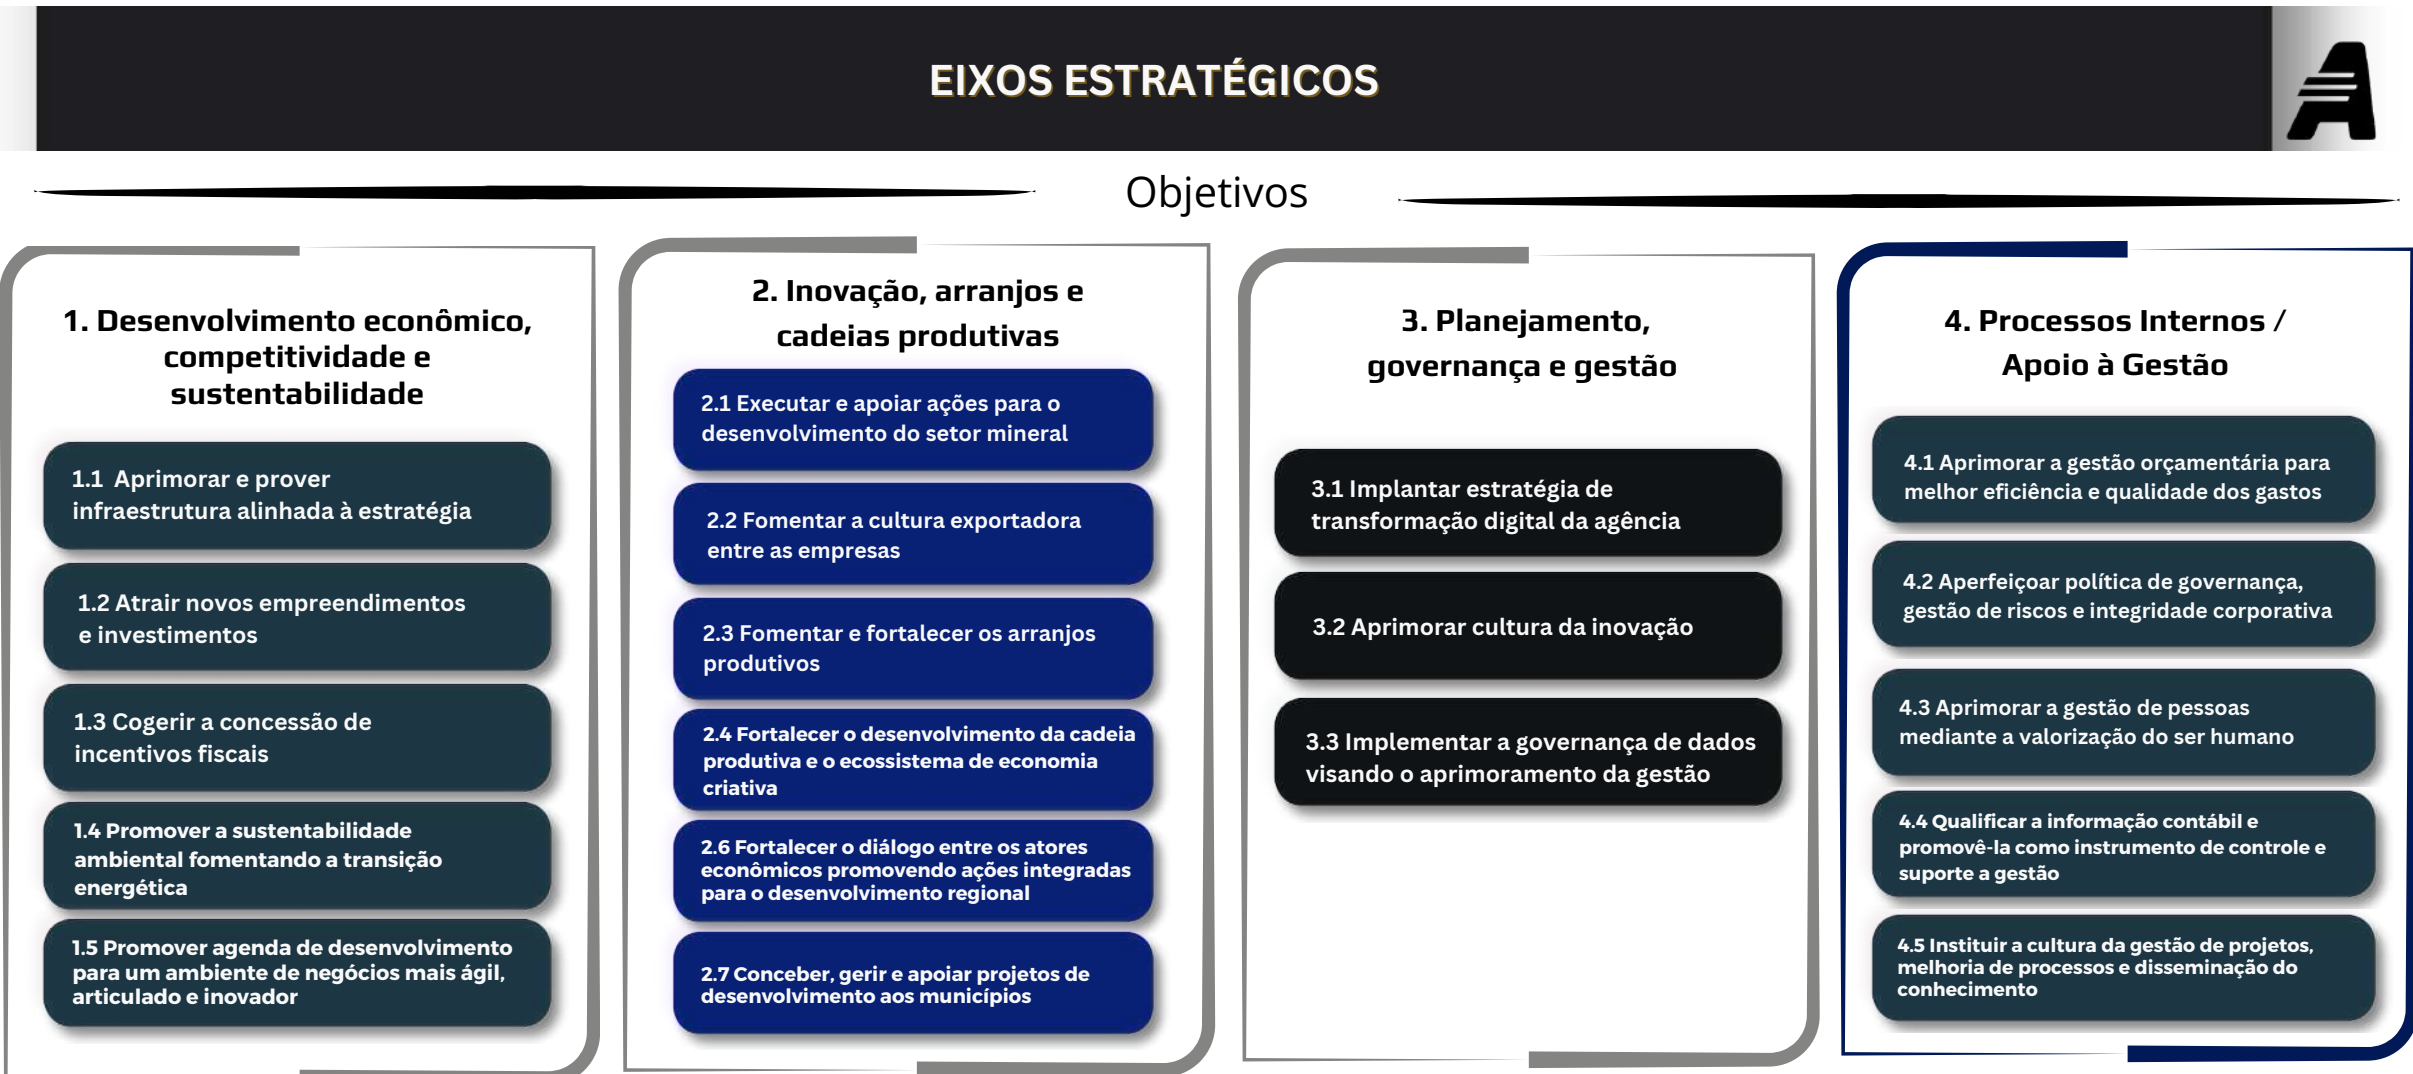 EIXOS ESTRATÉGICOS
Objetivos
1. Desenvolvimento econômico,
competitividade e
sustentabilidade
1.1 Aprimorar e prover
infraestrutura alinhada à estratégia
1.2 Atrair novos empreendimentos
e investimentos
1.3 Cogerir a concessão de
incentivos fiscais
1.4 Promover a sustentabilidade
ambiental fomentando a transição
energética
1.5 Promover agenda de desenvolvimento
para um ambiente de negócios mais ágil,
articulado e inovador
2. Inovação, arranjos e
cadeias produtivas
2.1 Executar e apoiar ações para o
desenvolvimento do setor mineral
2.2 Fomentar a cultura exportadora
entre as empresas
2.3 Fomentar e fortalecer os arranjos
produtivos
2.4 Fortalecer o desenvolvimento da cadeia
produtiva e o ecossistema de economia
criativa
2.6 Fortalecer o diálogo entre os atores
econômicos promovendo ações integradas
para o desenvolvimento regional
2.7 Conceber, gerir e apoiar projetos de
desenvolvimento aos municípios
3. Planejamento,
governança e gestão
3.1 Implantar estratégia de
transformação digital da agência
3.2 Aprimorar cultura da inovação
3.3 Implementar a governança de dados
visando o aprimoramento da gestão
4. Processos Internos /
Apoio à Gestão
4.1 Aprimorar a gestão orçamentária para
melhor eficiência e qualidade dos gastos
4.2 Aperfeiçoar política de governança,
gestão de riscos e integridade corporativa
4.3 Aprimorar a gestão de pessoas
mediante a valorização do ser humano
4.4 Qualificar a informação contábil e
promovê-la como instrumento de controle e
suporte a gestão
4.5 Instituir a cultura da gestão de projetos,
melhoria de processos e disseminação do
conhecimento